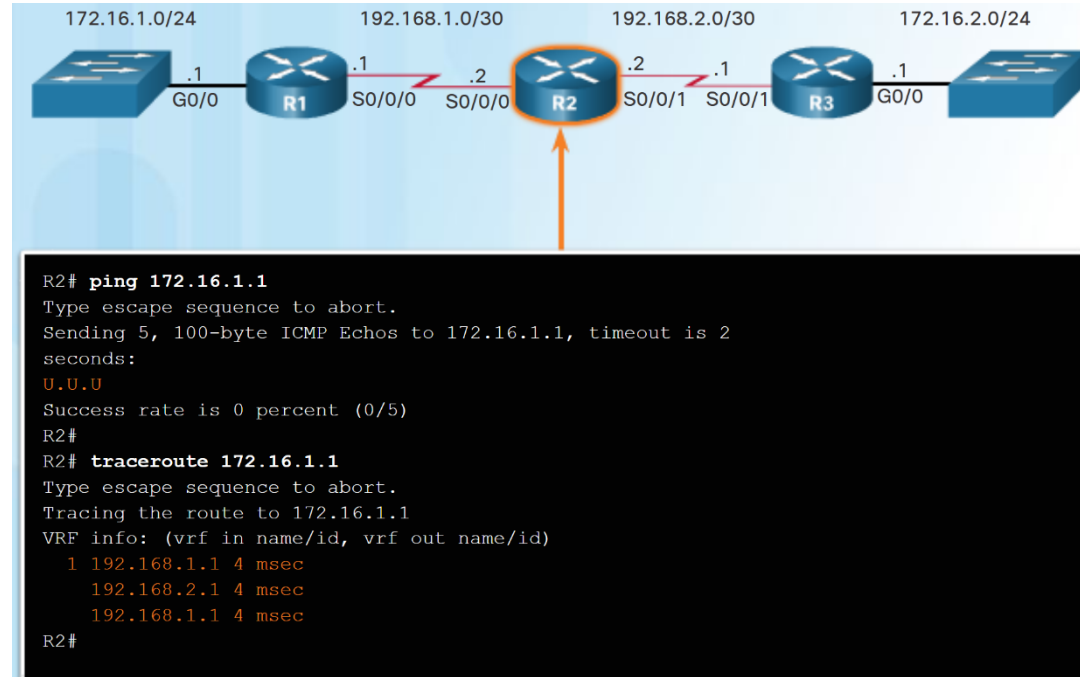 172.16.1.0/24 192.168.1.0/30 192.168.2.0/30 172.16.2.0/24
.1 .1 .2 .2 .1 .1
G0/0 R1 S0/0/0 S0/0/0 R2 S0/0/1 S0/0/1 R3 G0/0
R2# ping 172.16.1.1
Type escape sequence to abort.
Sending 5, 100-byte ICMP Echos to 172.16.1.1, timeout is 2
seconds:
U.U.U
Success rate is 0 percent (0/5)
R2#
R2# traceroute 172.16.1.1
Type escape sequence to abort.
Tracing the route to 172.16.1.1
VRF info: (vrf in name/id, vrf out name/id)
1 192.168.1.1 4 msec
192.168.2.1 4 msec
192.168.1.1 4 msec
R2#